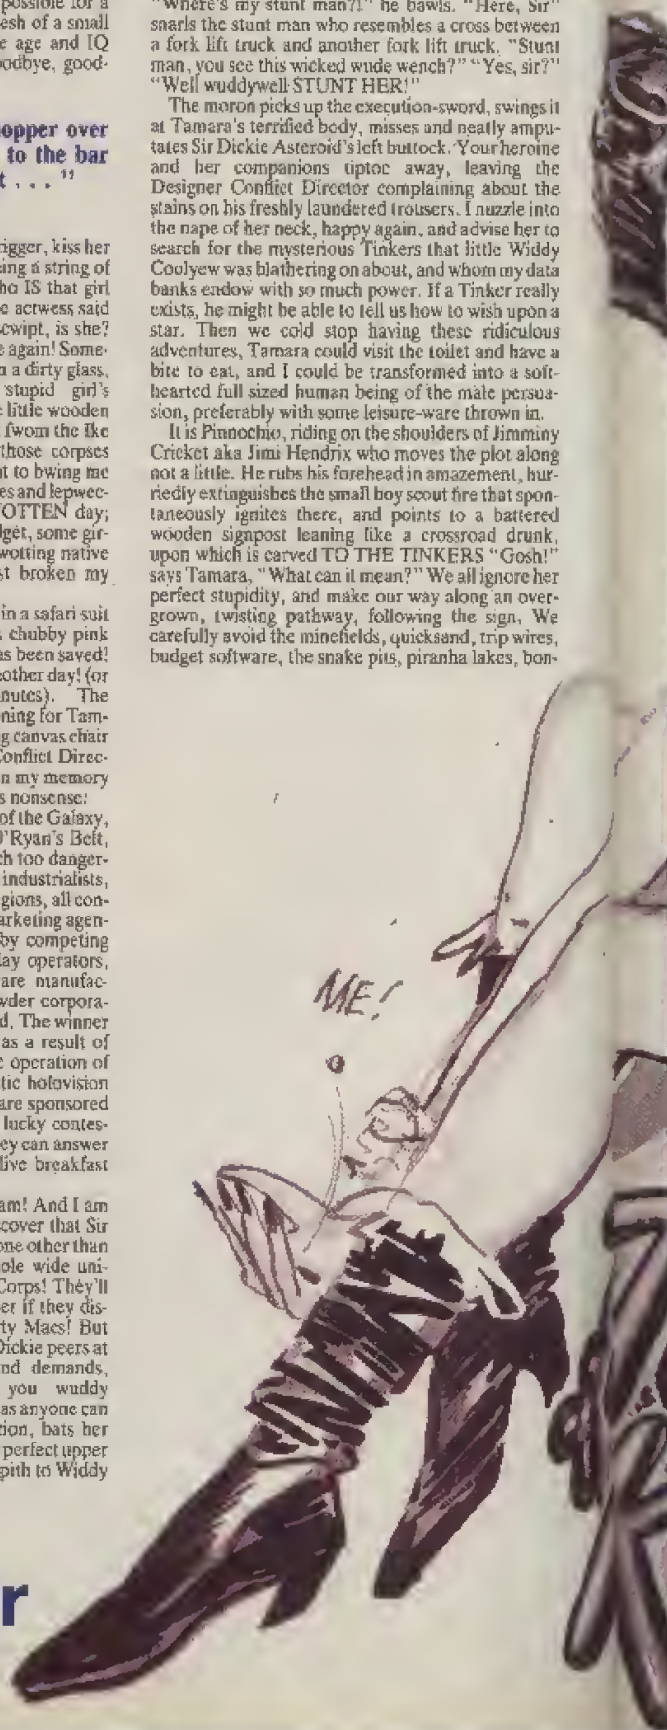 possible for a
esh of a small
e age and IQ
odbye, good-
opper over
to the bar
t . . . "
rigger, kiss her
ing a string of
ho IS that girl
e actwess said
cwipt, is she?
e again! Some-
n a dirty glass,
stupid girl's
e little wooden
fwom the Ike
those corpses
t to bwing me
es and lepwec-
OTTEN day;
dget, some gir-
wotting native
st broken my
in a safari suit
s chubby pink
as been saved!
other day! (or
nutes). The
ning for Tam-
g canvas chair
Conflict Direc-
n my memory
s nonsense:
of the Galaxy,
O'Ryan's Belt,
ch too danger-
industrialists,
gions, all con-
arketing agen-
by competing
lay operators,
are manufac-
wder corpora-
d. The winner
as a result of
e operation of
tic holovision
are sponsored
lucky contes-
ey can answer
live breakfast
am! And I am
cover that Sir
one other than
ole wide uni-
Corps! They'll
er if they dis-
ty Macs! But
Dickie peers at
nd demands,
you wuddy
as anyone can
tion, bats her
perfect upper
pith to Widdy
r
"Where's my stunt man?!" he bawls. "Here, Sir"
snarls the stunt man who resembles a cross between
a fork lift truck and another fork lift truck. "Stunt
man, you see this wicked wude wench?" "Yes, sir?"
"Well wuddywell STUNT HER!"
The moron picks up the execution-sword, swings it
at Tamara's terrified body, misses and neatly ampu-
tates Sir Dickie Asteroid's left buttock. Your heroine
and her companions tiptoe away, leaving the
Designer Conflict Director complaining about the
stains on his freshly laundered trousers. I nuzzle into
the nape of her neck, happy again, and advise her to
search for the mysterious Tinkers that little Widdy
Coolyew was blathering on about, and whom my data
banks endow with so much power. If a Tinker really
exists, he might be able to tell us how to wish upon a
star. Then we cold stop having these ridiculous
adventures, Tamara could visit the toilet and have a
bite to eat, and I could be transformed into a soft-
hearted full sized human being of the male persua-
sion, preferably with some leisure-ware thrown in.
It is Pinnochio, riding on the shoulders of Jimminy
Cricket aka Jimi Hendrix who moves the plot along
not a little. He rubs his forehead in amazement, hur-
riedly extinguishes the small boy scout fire that spon-
taneously ignites there, and points to a battered
wooden signpost leaning like a crossroad drunk,
upon which is carved TO THE TINKERS "Gosh!"
says Tamara, "What can it mean?" We all ignore her
perfect stupidity, and make our way along an over-
grown, twisting pathway, following the sign. We
carefully avoid the minefields, quicksand, trip wires,
budget software, the snake pits, piranha lakes, bon-
ME!